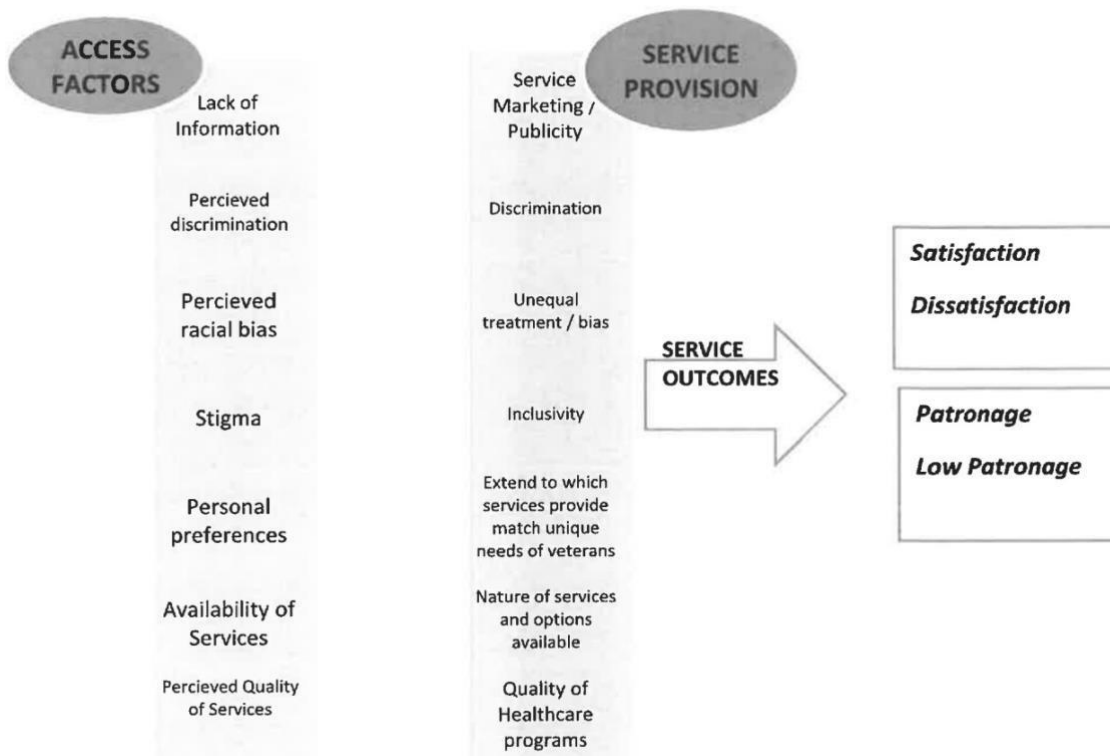 ACCESS
FACTORS
Lack of
Information
Percieved
discrimination
Percieved
racial bias
Stigma
Personal
preferences
Availability of
Services
Percieved Quality
of Services
SERVICE
PROVISION
Service
Marketing /
Publicity
Discrimination
Unequal
treatment / bias
Inclusivity
Extend to which
services provide
match unique
needs of veterans
Nature of services
and options
available
Quality of
Healthcare
programs
SERVICE
OUTCOMES
Satisfaction
Dissatisfaction
Patronage
Low Patronage